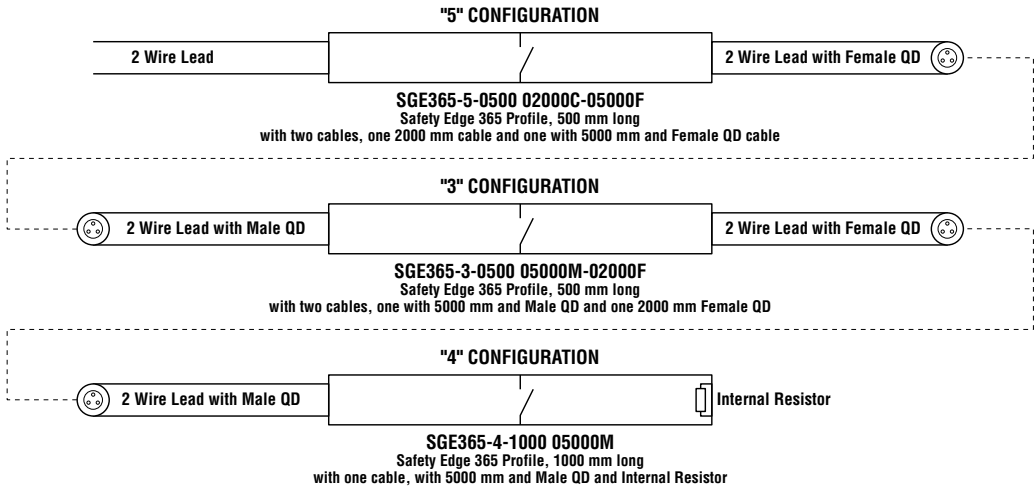 "5" CONFIGURATION
2 Wire Lead
2 Wire Lead with Female QD
SGE365-5-0500 02000C-05000F
Safety Edge 365 Profile, 500 mm long
with two cables, one 2000 mm cable and one with 5000 mm and Female QD cable
"3" CONFIGURATION
2 Wire Lead with Male QD
2 Wire Lead with Female QD
SGE365-3-0500 05000M-02000F
Safety Edge 365 Profile, 500 mm long
with two cables, one with 5000 mm and Male QD and one 2000 mm Female QD
"4" CONFIGURATION
2 Wire Lead with Male QD
Internal Resistor
SGE365-4-1000 05000M
Safety Edge 365 Profile, 1000 mm long
with one cable, with 5000 mm and Male QD and Internal Resistor